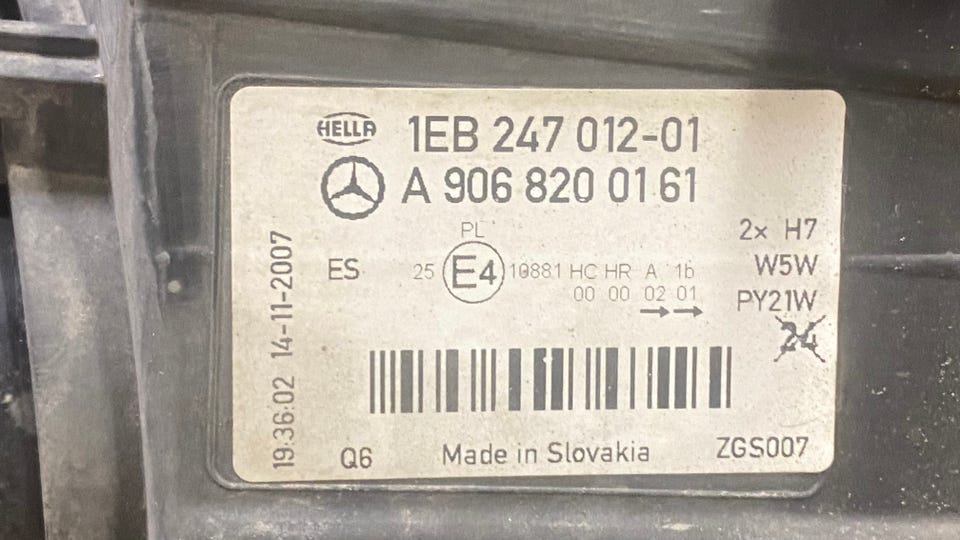 HELLA 1EB 247 012-01
A 906 820 01 61
PL
2x H7
ES 25 E4 10881 HC HR A 1b W5W
00 00 02 01 PY21W
24
19:36:02 14-11-2007
Q6 Made in Slovakia ZGS007